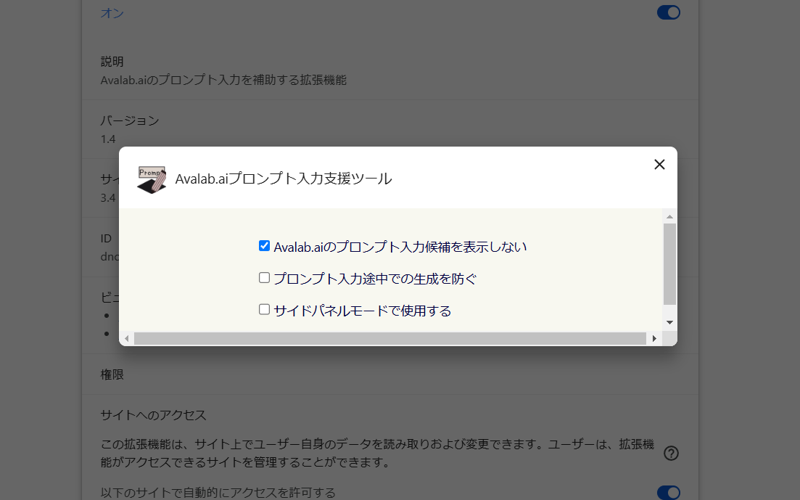 オン
説明
Avalab.aiのプロンプト入力を補助する拡張機能
バージョン
1.4
3.4
ID
権限
サイトへのアクセス
この拡張機能は、サイト上でユーザー自身のデータを読み取りおよび変更できます。ユーザーは、拡張機
能がアクセスできるサイトを管理することができます。
以下のサイトで自動的にアクセスを許可する
Promp
Avalab.aiプロンプト入力支援ツール
Avalab.aiのプロンプト入力候補を表示しない
プロンプト入力途中での生成を防ぐ
サイドパネルモードで使用する